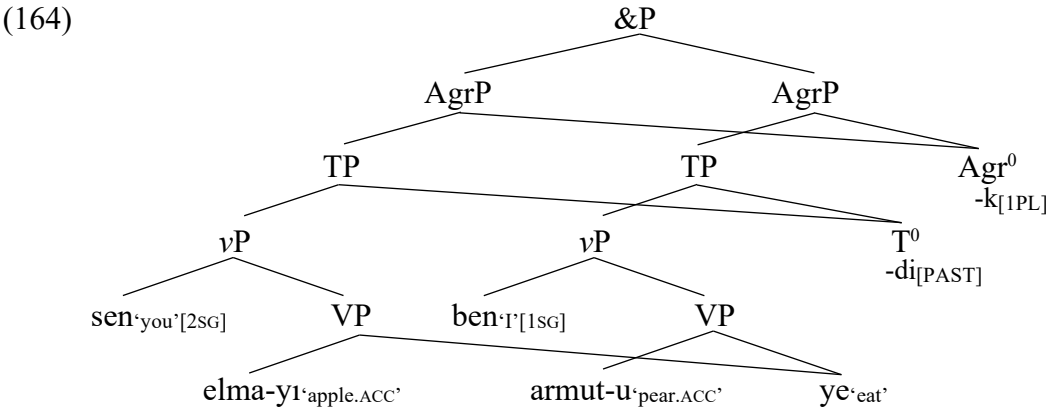 (164) &P
AgrP AgrP
TP TP Agr⁰
-k[1PL]
vP vP T⁰
-di[PAST]
sen‘you’[2SG] VP ben‘I’[1SG] VP
elma-yı‘apple.ACC’ armut-u‘pear.ACC’ ye‘eat’